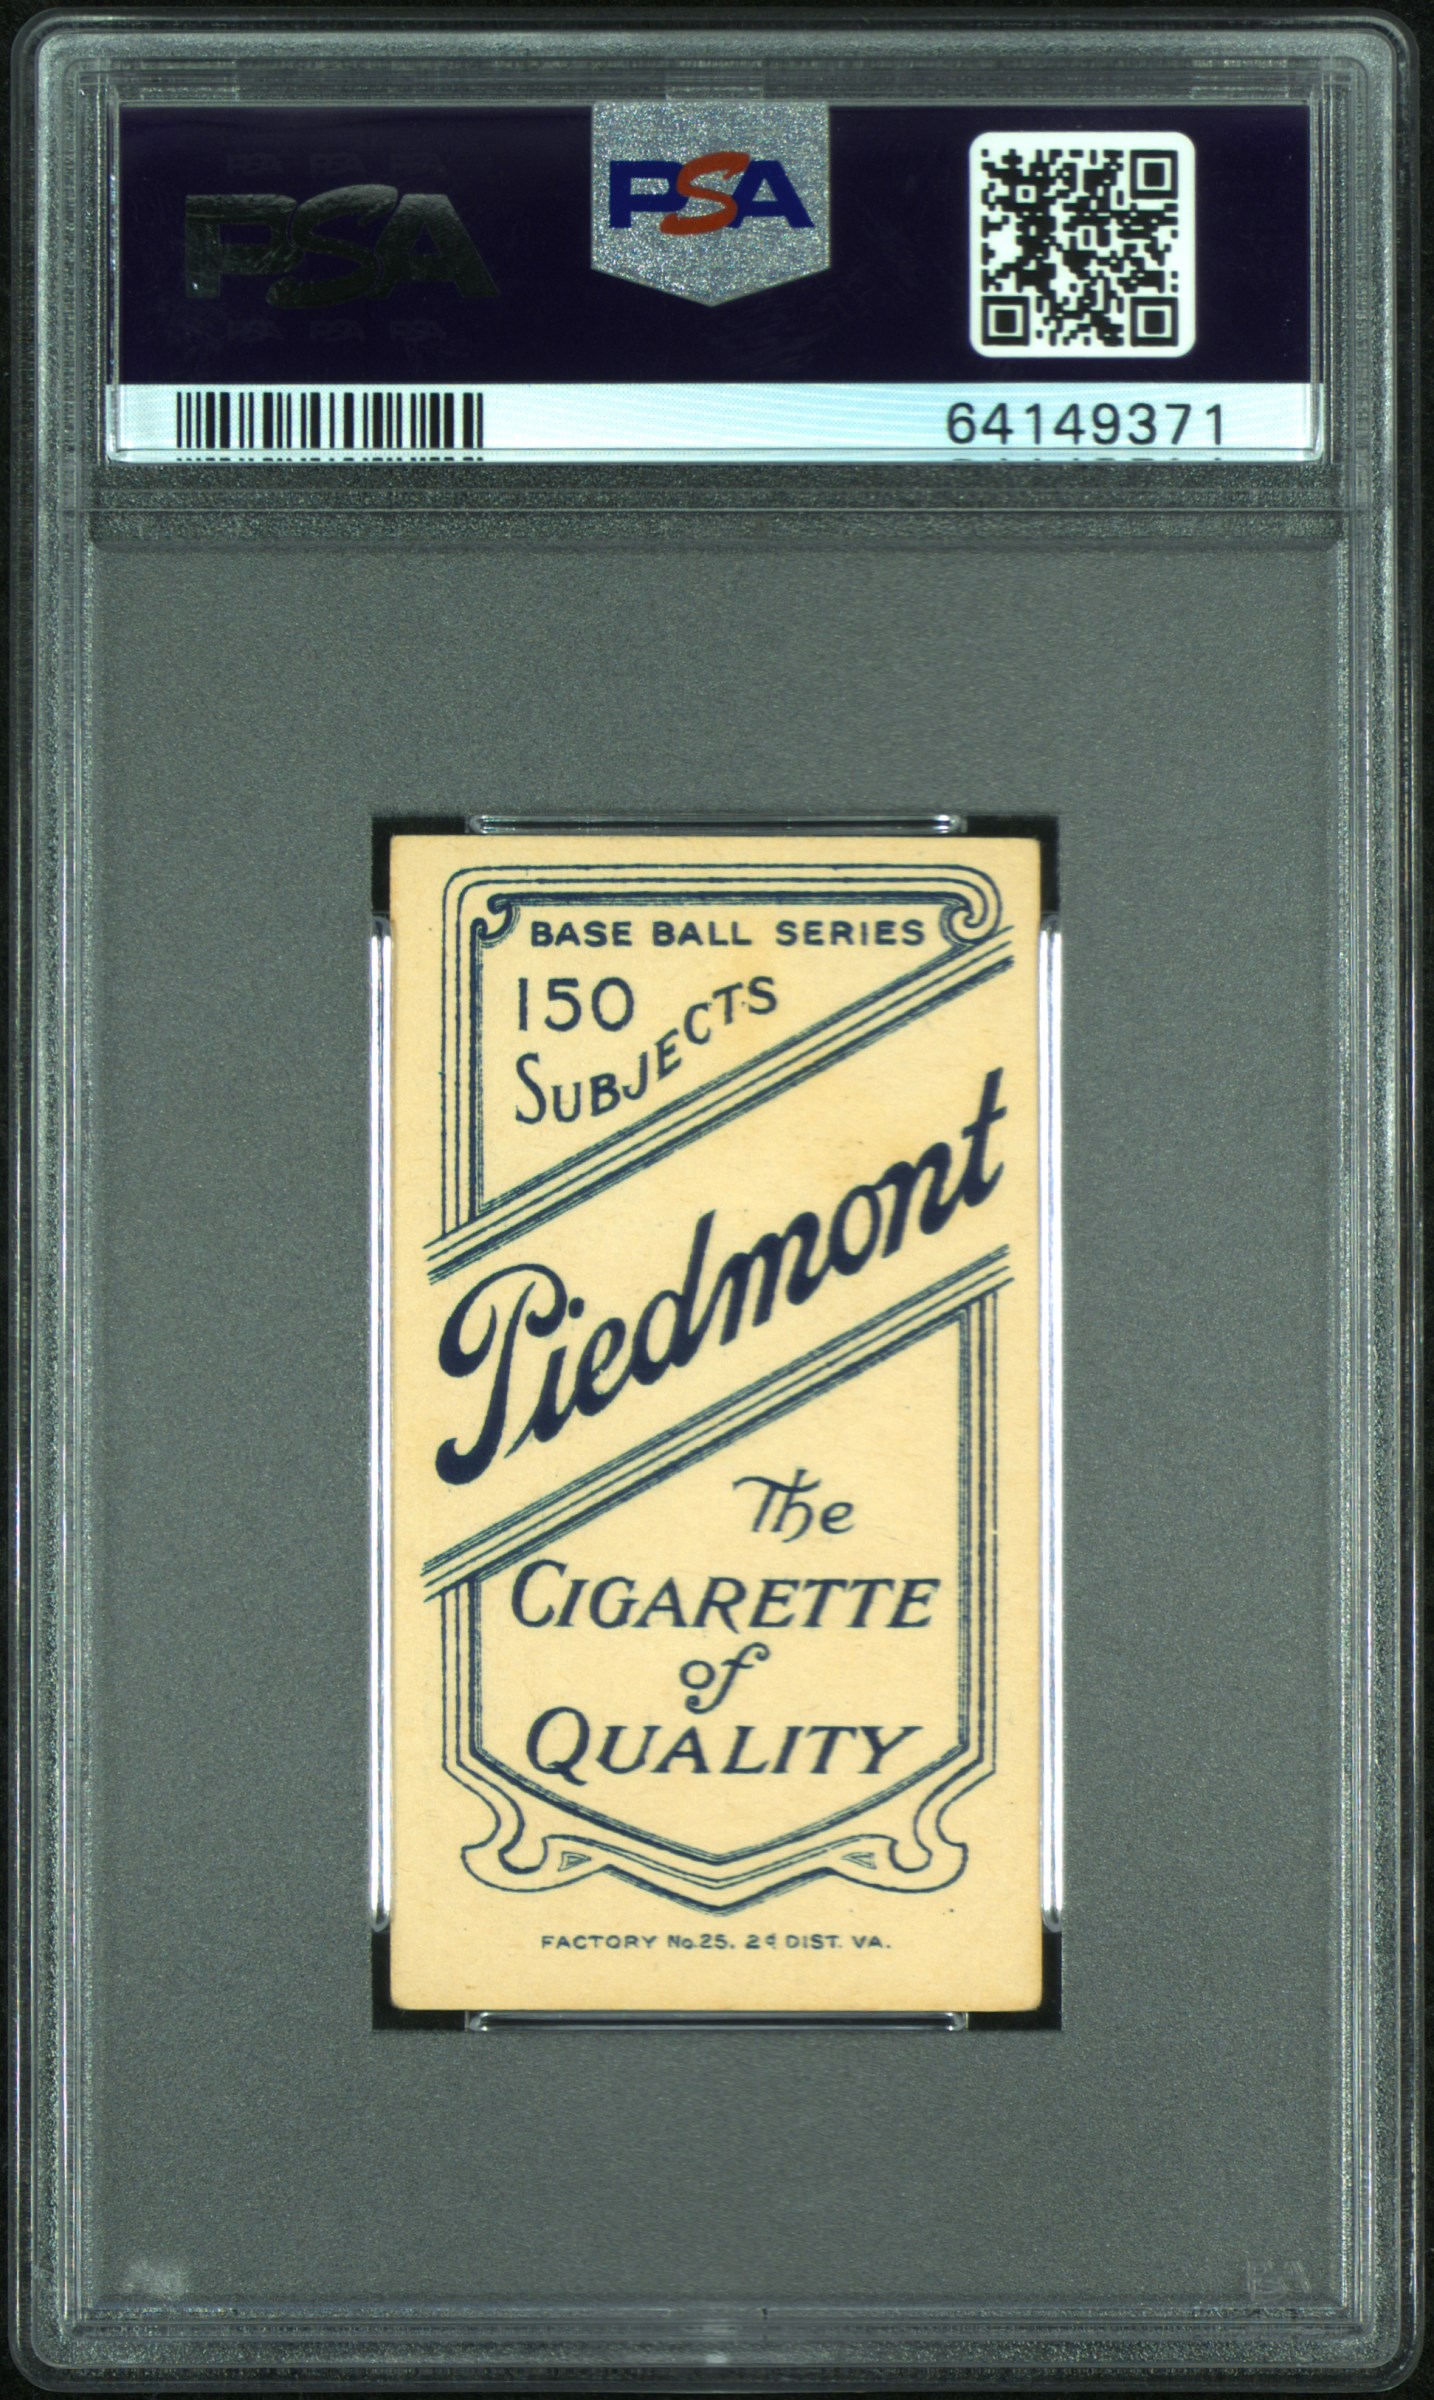 PSA
PSA
64149371
BASE BALL SERIES
150
SUBJECTS
Piedmont
The
CIGARETTE
of
QUALITY
FACTORY No.25. 2d DIST. VA.
PSA